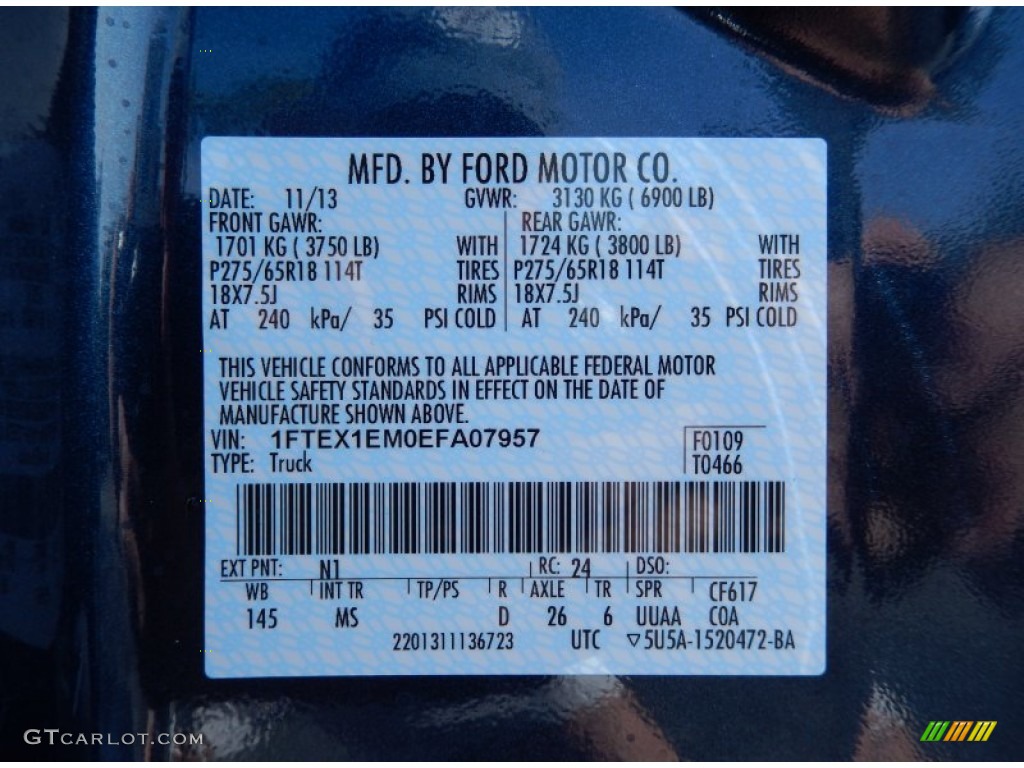 MFD. BY FORD MOTOR CO.
DATE: 11/13 GVWR: 3130 KG ( 6900 LB)
FRONT GAWR: REAR GAWR:
1701 KG ( 3750 LB) WITH 1724 KG ( 3800 LB) WITH
P275/65R18 114T TIRES P275/65R18 114T TIRES
18X7.5J RIMS 18X7.5J RIMS
AT 240 kPa/ 35 PSI COLD AT 240 kPa/ 35 PSI COLD
THIS VEHICLE CONFORMS TO ALL APPLICABLE FEDERAL MOTOR
VEHICLE SAFETY STANDARDS IN EFFECT ON THE DATE OF
MANUFACTURE SHOWN ABOVE.
VIN: 1FTEX1EM0EFA07957 F0109
TYPE: Truck T0466
EXT PNT: N1 RC: 24 DSO:
WB INT TR TP/PS R AXLE TR SPR CF617
145 MS D 26 6 UUAA COA
2201311136723 UTC ▽5U5A-1520472-BA
GTCARLOT.COM